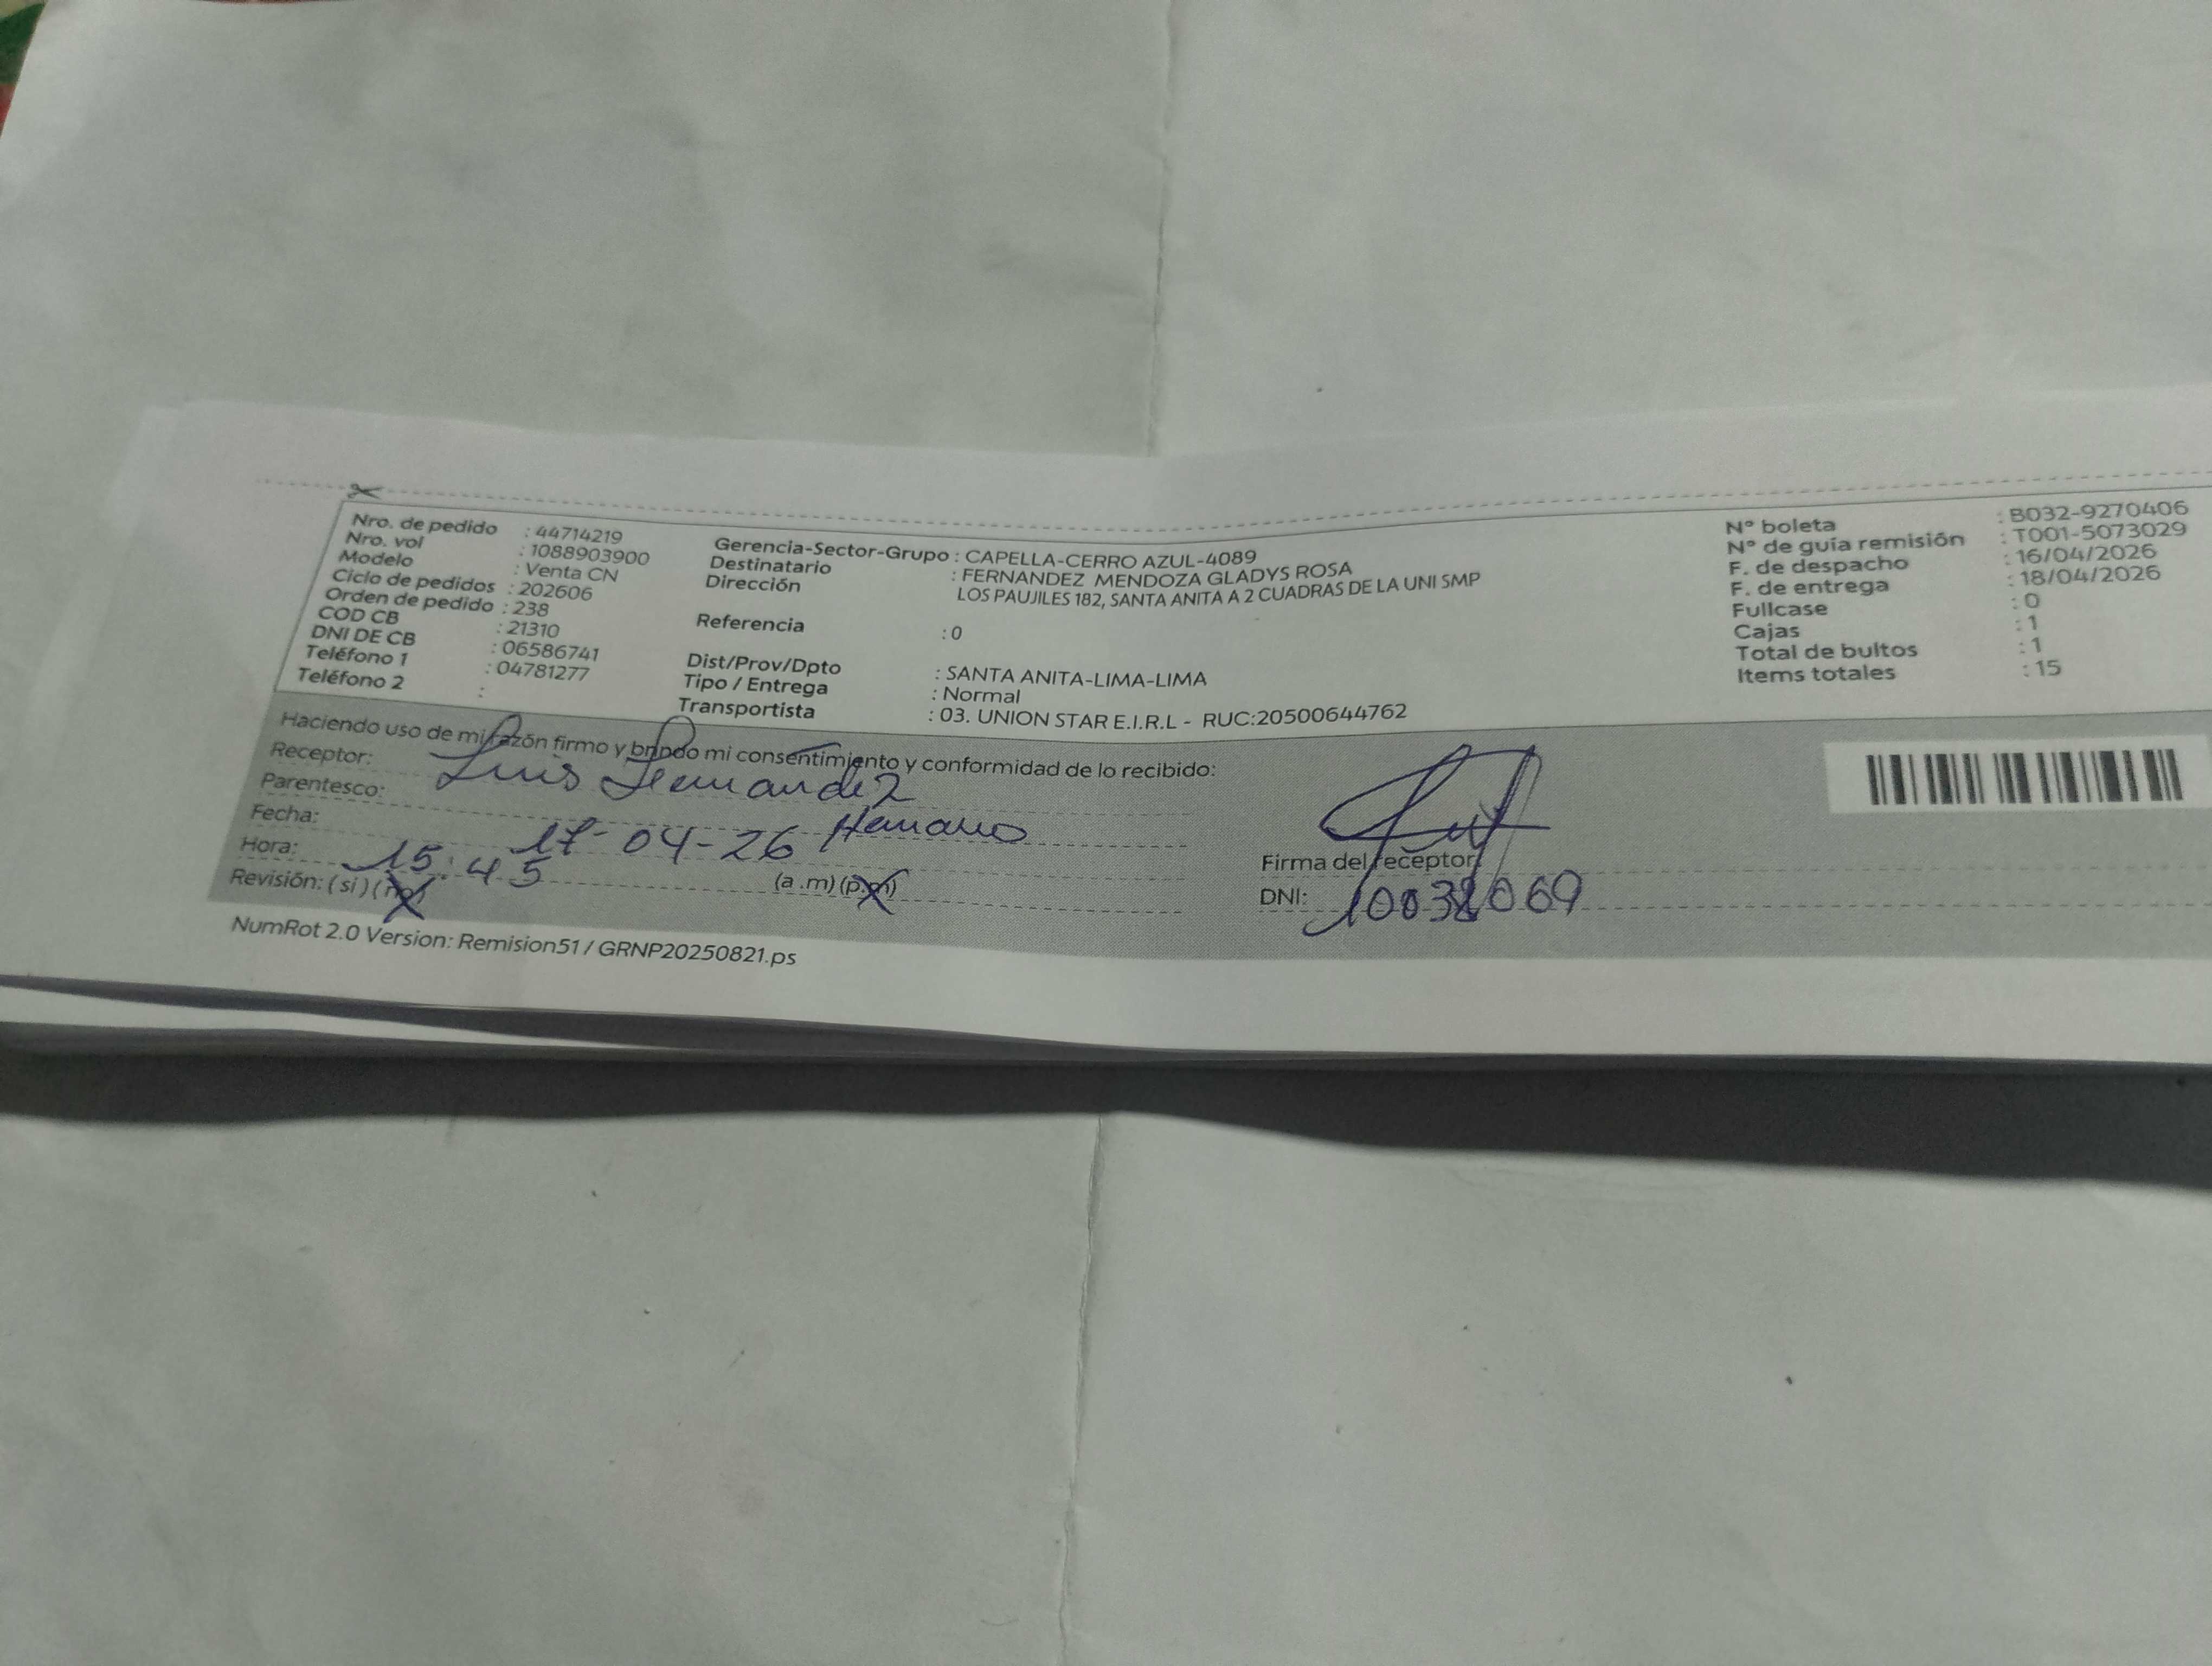 Nro. de pedido : 44714219
Nro. vol : 1088903900
Modelo : Venta CN
Ciclo de pedidos : 202606
Orden de pedido : 238
COD CB : 21310
DNI DE CB : 06586741
Teléfono 1 : 04781277
Teléfono 2 :
Gerencia-Sector-Grupo : CAPELLA-CERRO AZUL-4089
Destinatario : FERNANDEZ MENDOZA GLADYS ROSA
Dirección LOS PAUJILES 182, SANTA ANITA A 2 CUADRAS DE LA UNI SMP
Referencia : 0
Dist/Prov/Dpto : SANTA ANITA-LIMA-LIMA
Tipo / Entrega : Normal
Transportista : 03. UNION STAR E.I.R.L - RUC:20500644762
N° boleta : B032-9270406
N° de guía remisión : T001-5073029
F. de despacho : 16/04/2026
F. de entrega : 18/04/2026
Fullcase : 0
Cajas : 1
Total de bultos : 1
Items totales : 15
Haciendo uso de mi razón firmo y brindo mi consentimiento y conformidad de lo recibido:
Receptor: Luis Fernandez
Parentesco: Hermano
Fecha: 17-04-26
Hora: 15:45 (a.m) (p.m)
Revisión: (si) (no)
Firma del receptor
DNI: 10038069
NumRot 2.0 Version: Remision51 / GRNP20250821.ps